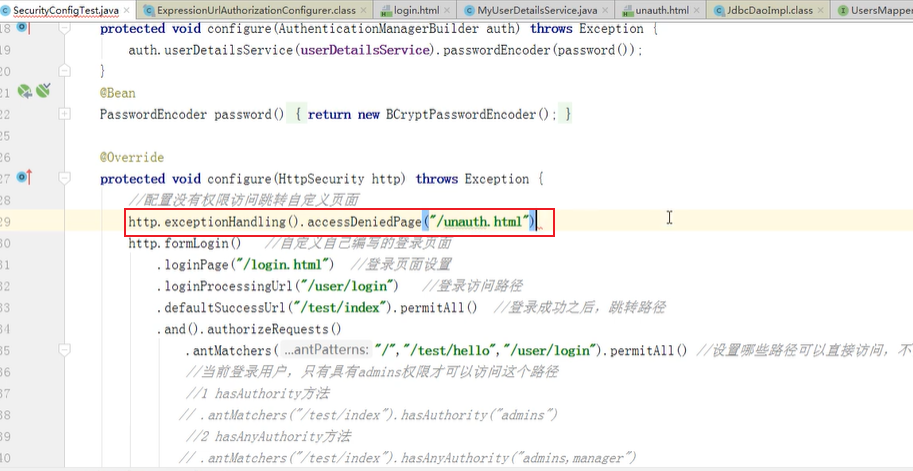 SecurityConfigTest.java × ExpressionUrlAuthorizationConfigurer.class × login.html × MyUserDetailsService.java × unauth.html × JdbcDaoImpl.class × UsersMappe
18 protected void configure(AuthenticationManagerBuilder auth) throws Exception {
19 auth.userDetailsService(userDetailsService).passwordEncoder(password());
20 }
21 @Bean
22 PasswordEncoder password() { return new BCryptPasswordEncoder(); }
25
26 @Override
27 protected void configure(HttpSecurity http) throws Exception {
28 //配置没有权限访问跳转自定义页面
29 http.exceptionHandling().accessDeniedPage("/unauth.html")
30 http.formLogin() //自定义自己编写的登录页面
31 .loginPage("/login.html") //登录页面设置
32 .loginProcessingUrl("/user/login") //登录访问路径
33 .defaultSuccessUrl("/test/index").permitAll() //登录成功之后，跳转路径
34 .and().authorizeRequests()
35 .antMatchers( ...antPatterns: "/","/test/hello","/user/login").permitAll() //设置哪些路径可以直接访问，不
36 //当前登录用户，只有具有admins权限才可以访问这个路径
37 //1 hasAuthority方法
38 // .antMatchers("/test/index").hasAuthority("admins")
39 //2 hasAnyAuthority方法
40 // .antMatchers("/test/index").hasAnyAuthority("admins,manager")